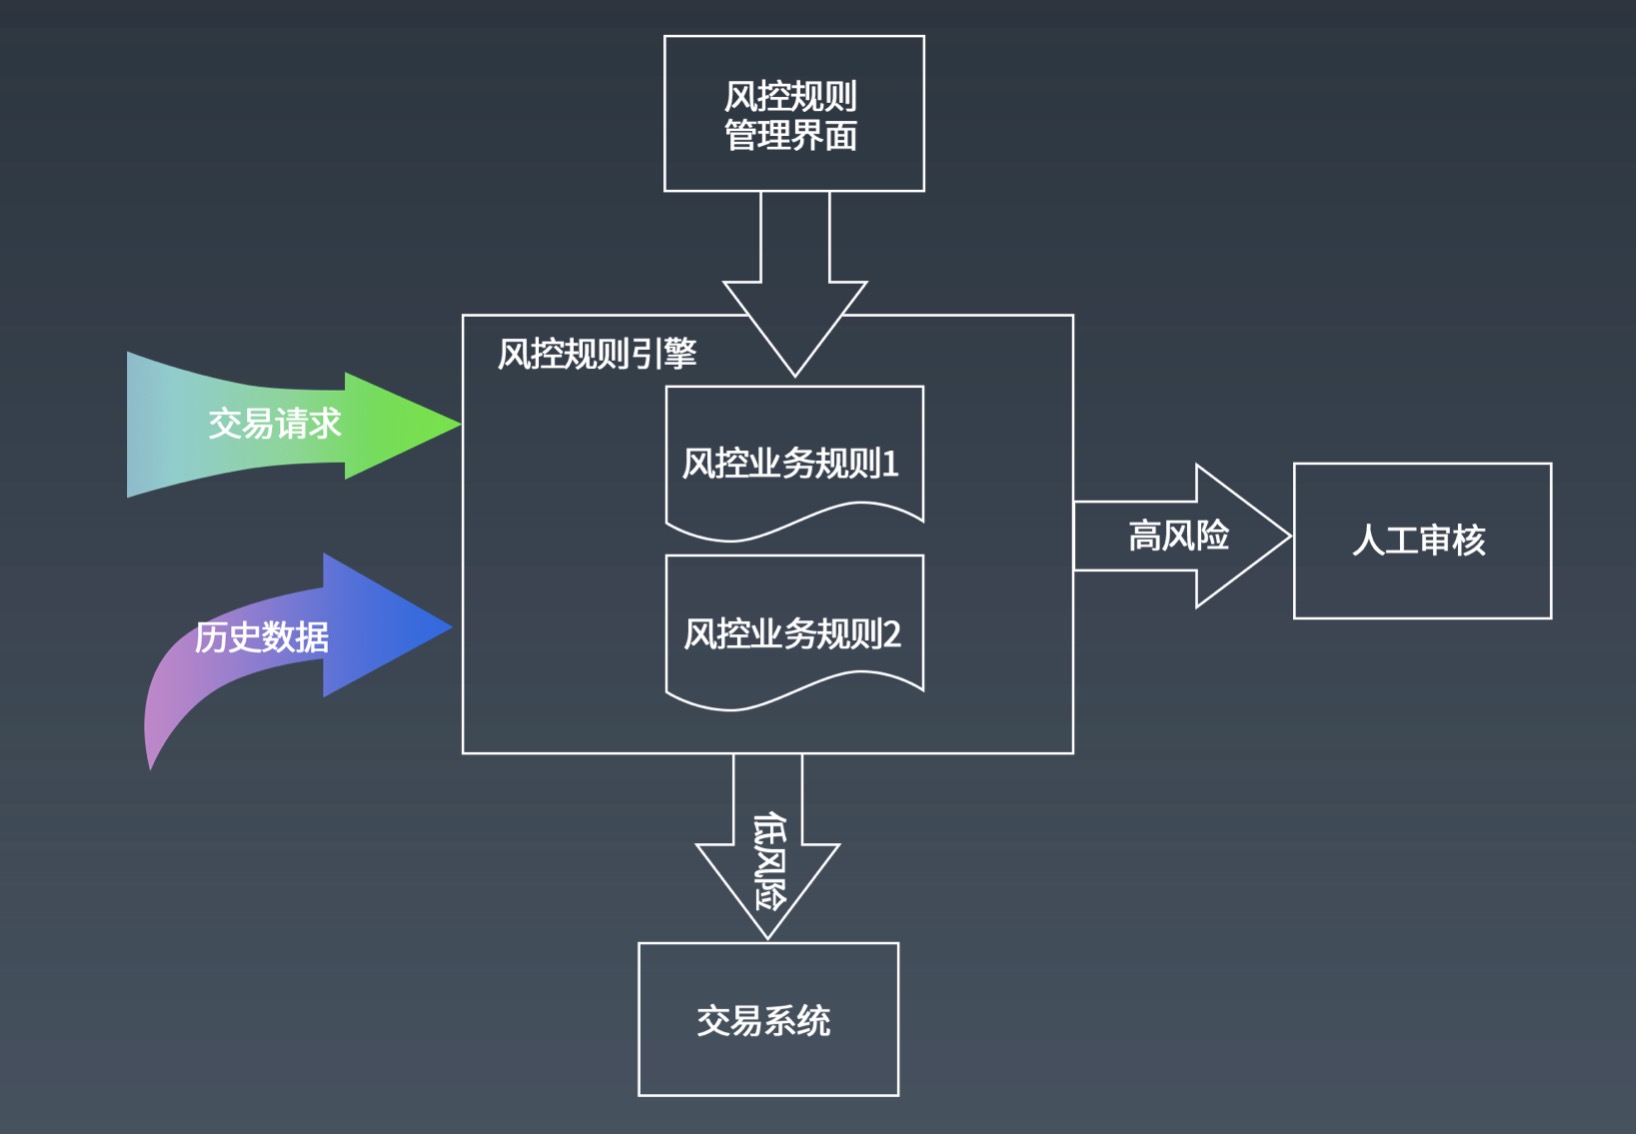 风控规则
管理界面
风控规则引擎
交易请求
风控业务规则1
高风险
人工审核
历史数据
风控业务规则2
低风险
交易系统